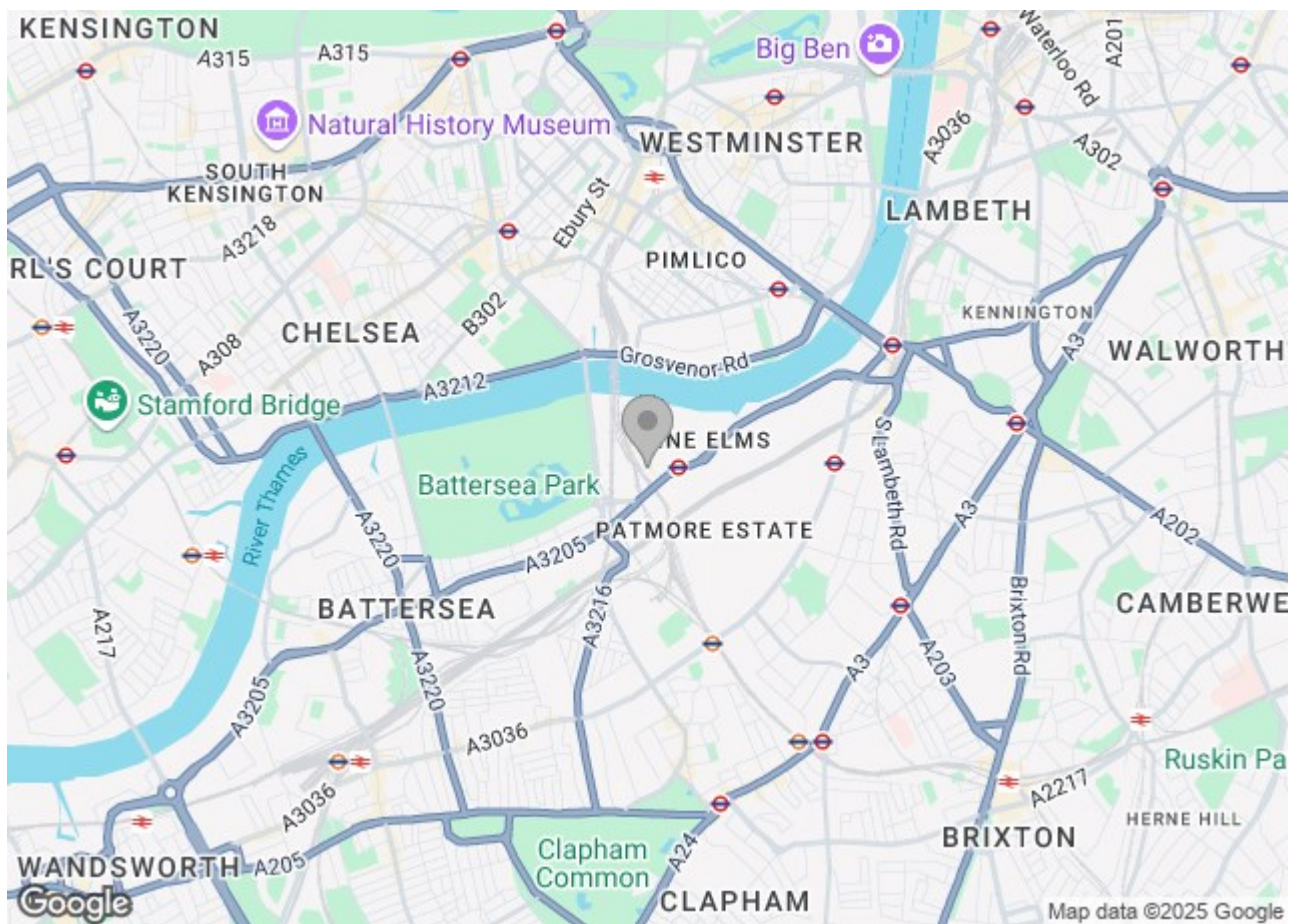 KENSINGTON
A315
A315
Big Ben
Waterloo Rd
A201
Natural History Museum
WESTMINSTER
A3036
A302
SOUTH
KENSINGTON
Ebury St
LAMBETH
A3218
RL'S COURT
PIMLICO
B302
KENNINGTON
A3220
A308
CHELSEA
A3
WALWORTH
Grosvenor Rd
A3212
Stamford Bridge
INE ELMS
S Lambeth Rd
Battersea Park
River Thames
A3220
A3205
PATMORE ESTATE
A3
A202
BATTERSEA
A3216
Brixton Rd
CAMBERWE
A217
A3220
A3
A203
A3205
A3036
Ruskin Pa
A3036
A2217
HERNE HILL
BRIXTON
WANDSWORTH
A205
Clapham
Common
A24
CLAPHAM
Google
Map data ©2025 Google